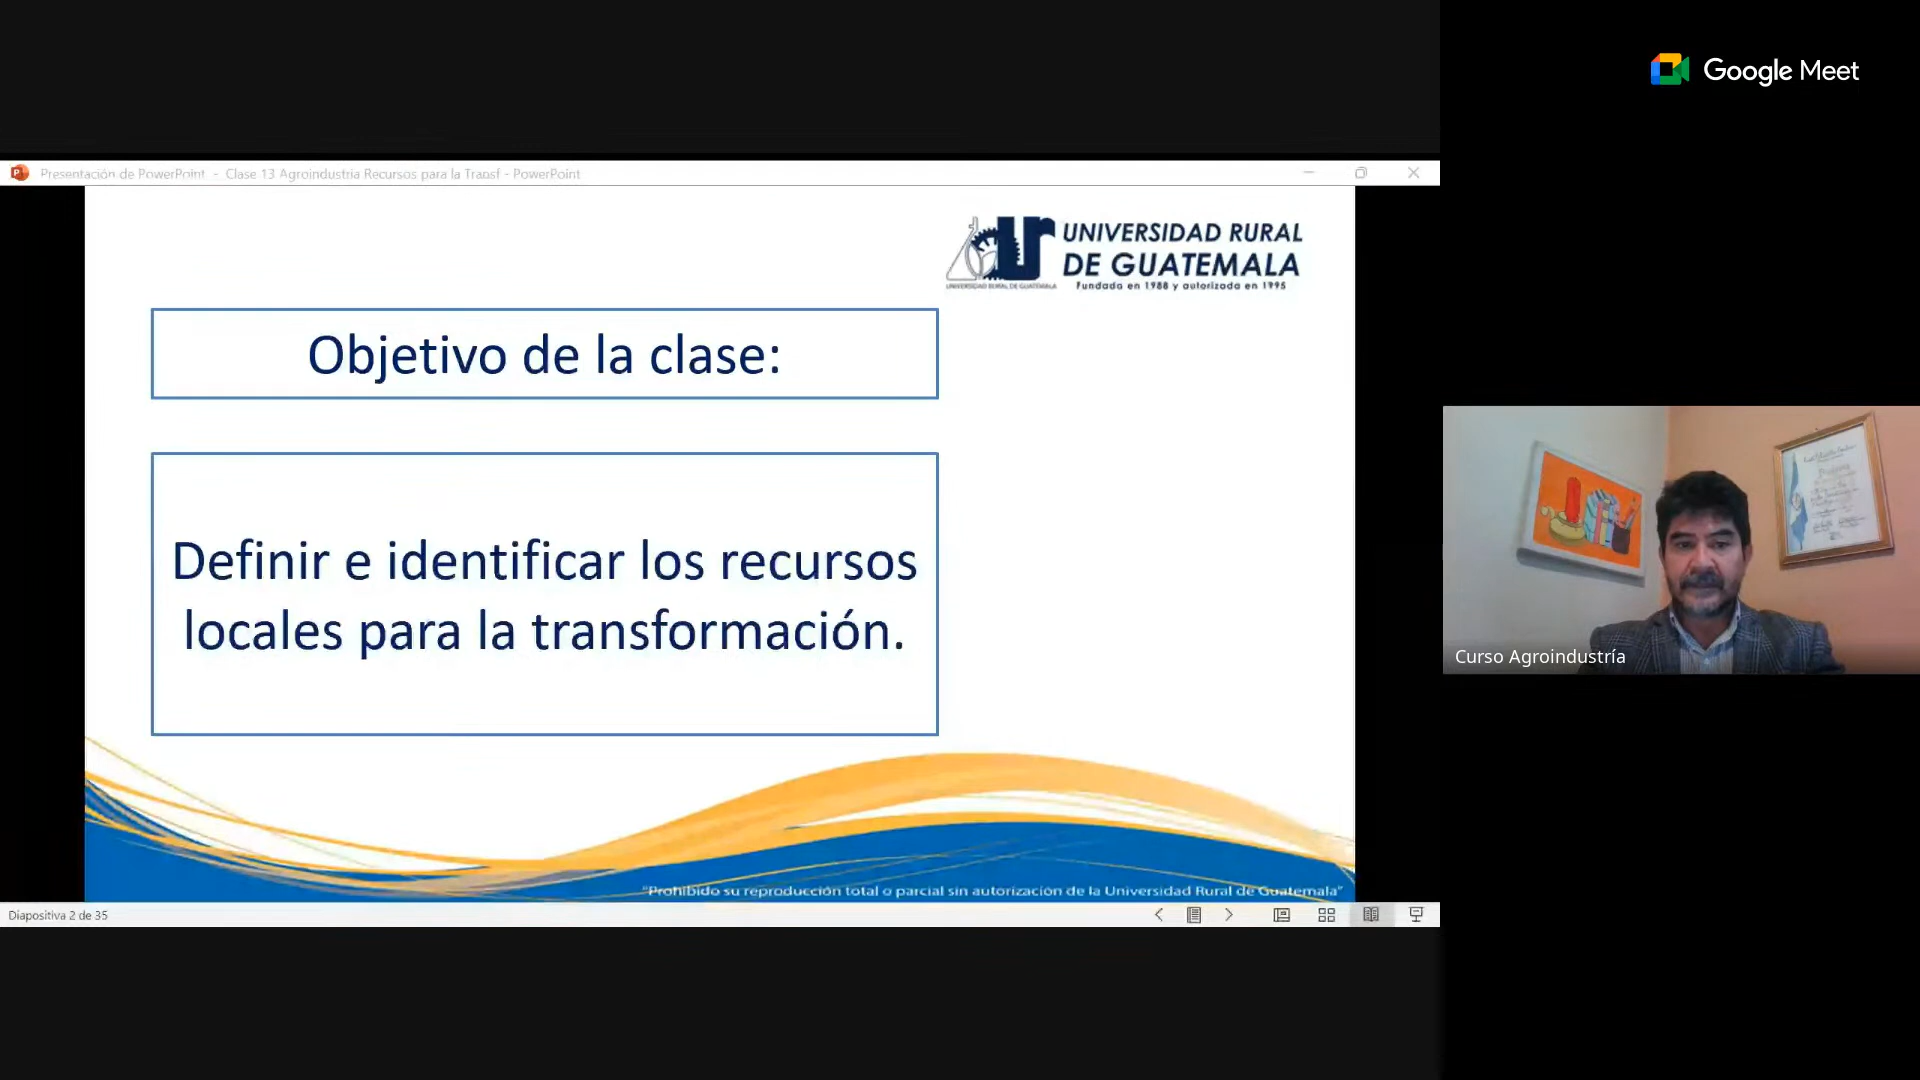 Google Meet
Presentación de PowerPoint - Clase 13 Agroindustria Recursos para la Transf - PowerPoint
UNIVERSIDAD RURAL
DE GUATEMALA
Fundada en 1988 y autorizada en 1995
UNIVERSIDAD RURAL DE GUATEMALA
Objetivo de la clase:
Definir e identificar los recursos
locales para la transformación.
Curso Agroindustría
"Prohibido su reproducción total o parcial sin autorización de la Universidad Rural de Guatemala"
Diapositiva 2 de 35